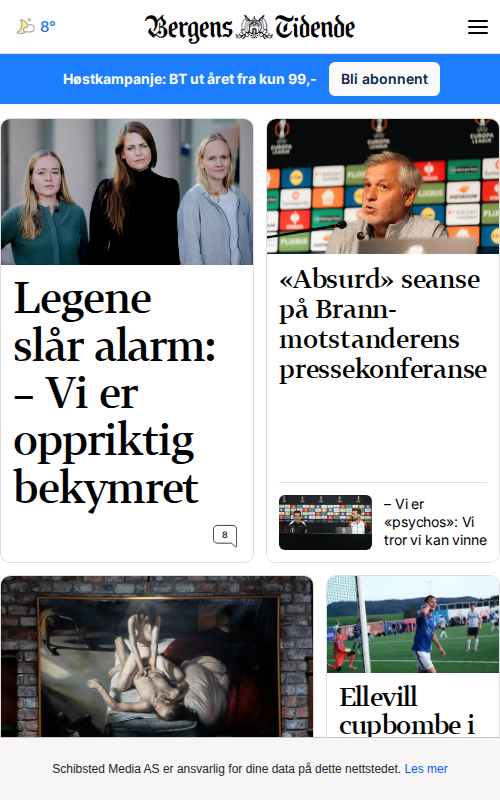 8°
Bergens Tidende
Høstkampanje: BT ut året fra kun 99,-
Bli abonnent
Legene
slår alarm:
– Vi er
oppriktig
bekymret
8
«Absurd» seanse
på Brann-
motstanderens
pressekonferanse
– Vi er
«psychos»: Vi
tror vi kan vinne
Ellevill
cupbombe i
Schibsted Media AS er ansvarlig for dine data på dette nettstedet. Les mer